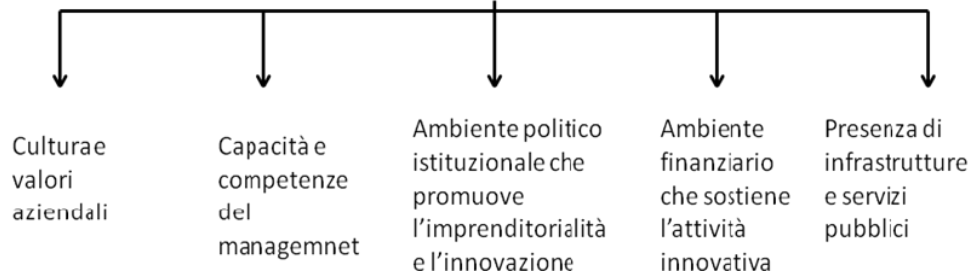 Culturae
valori
aziendali
Capacità e
competenze
del
managemnet
Ambiente politico
istituzionale che
promuove
l'imprenditorialità
e l'innovazione
Ambiente
finanziario
che sostiene
l'attività
innovativa
Presenza di
infrastrutture
e servizi
pubblici